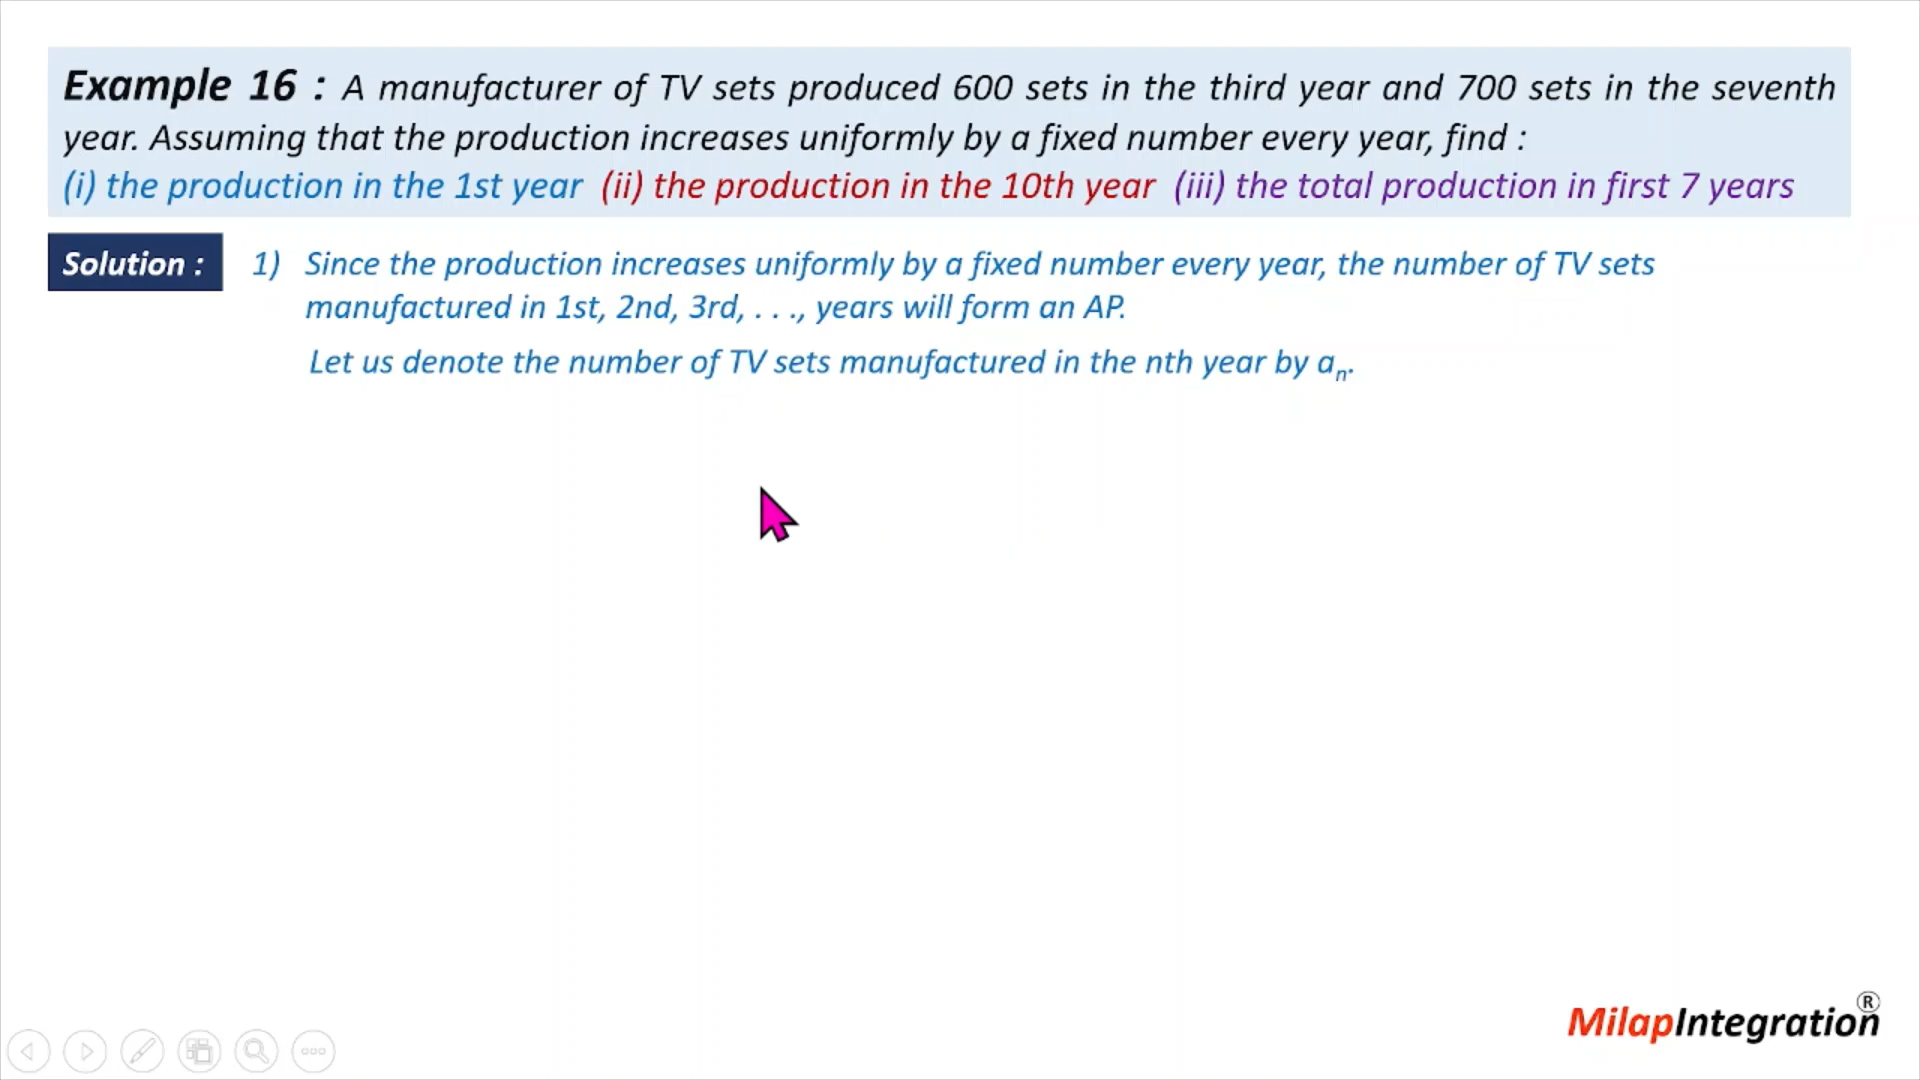 Example 16 : A manufacturer of TV sets produced 600 sets in the third year and 700 sets in the seventh
year. Assuming that the production increases uniformly by a fixed number every year, find :
(i) the production in the 1st year (ii) the production in the 10th year (iii) the total production in first 7 years
Solution : 1) Since the production increases uniformly by a fixed number every year, the number of TV sets
manufactured in 1st, 2nd, 3rd, . . ., years will form an AP.
Let us denote the number of TV sets manufactured in the nth year by aₙ.
MilapIntegration®